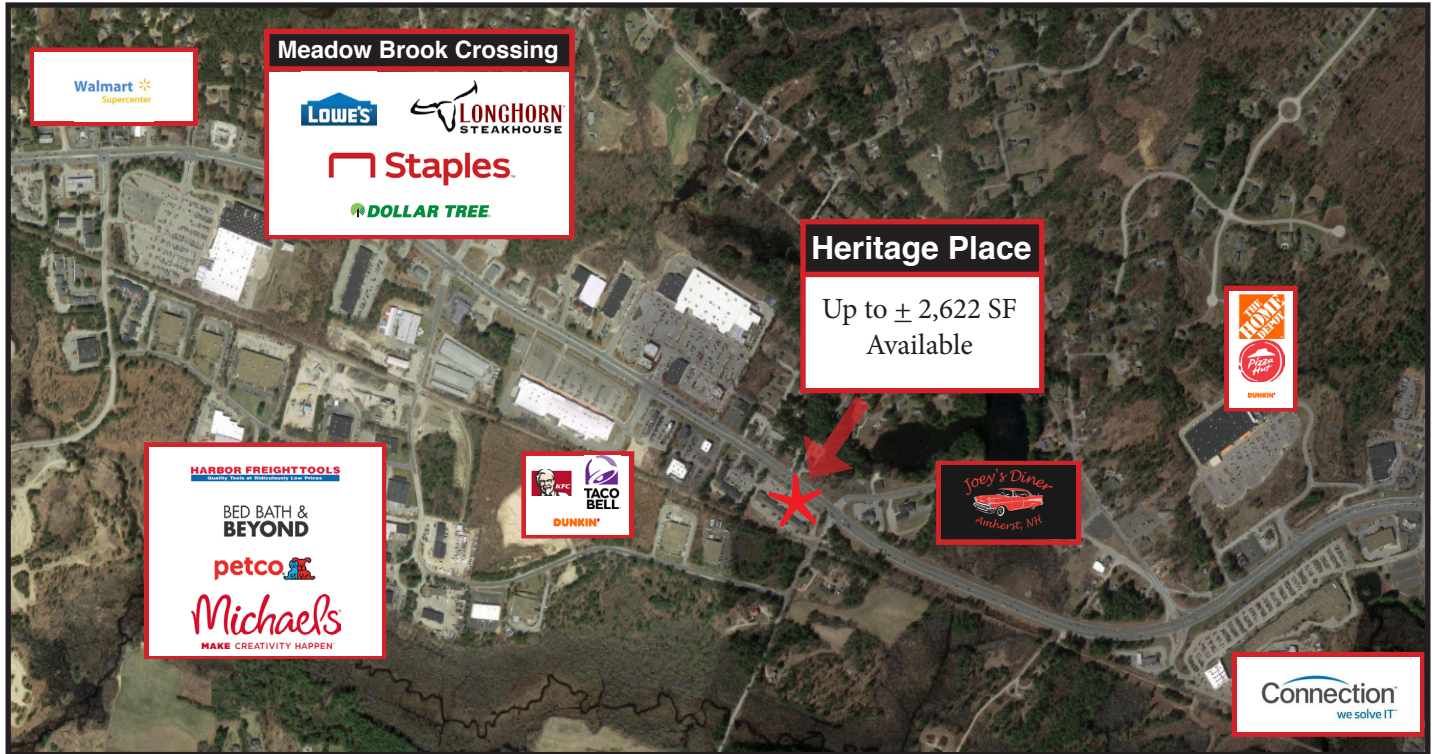 Walmart
Supercenter
Meadow Brook Crossing
LOWE'S
LONGHORN
STEAKHOUSE
Staples
DOLLAR TREE
Heritage Place
Up to ± 2,622 SF
Available
THE
HOME
DEPOT
Pizza
Hut
DUNKIN'
HARBOR FREIGHT TOOLS
Quality Tools at Ridiculously Low Prices
BED BATH &
BEYOND
petco
Michaels
MAKE CREATIVITY HAPPEN
KFC
TACO
BELL
DUNKIN'
Joey's Diner
Amherst, NH
Connection
we solve IT